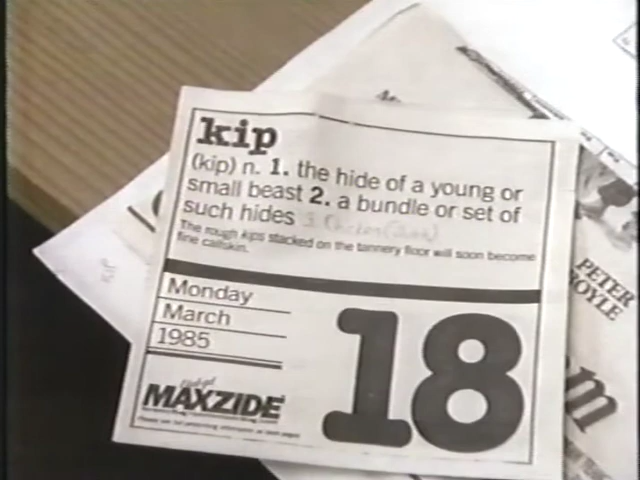 kip
(kip) n. 1. the hide of a young or
small beast 2. a bundle or set of
such hides 3.
The rough kips stacked on the tannery floor will soon become
fine calfskin.
Monday
March
1985
18
MAXZIDE
PETER
BOYLE